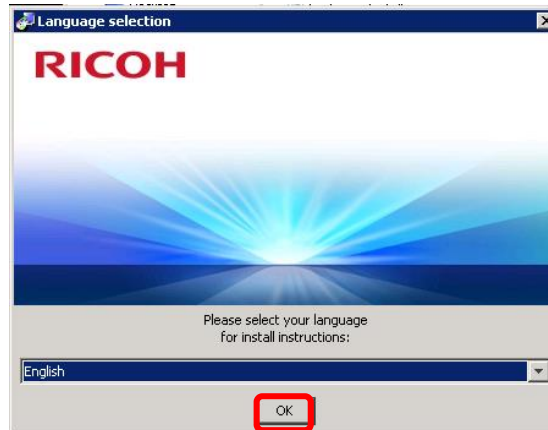 Language selection
RICOH
Please select your language
for install instructions:
English
OK